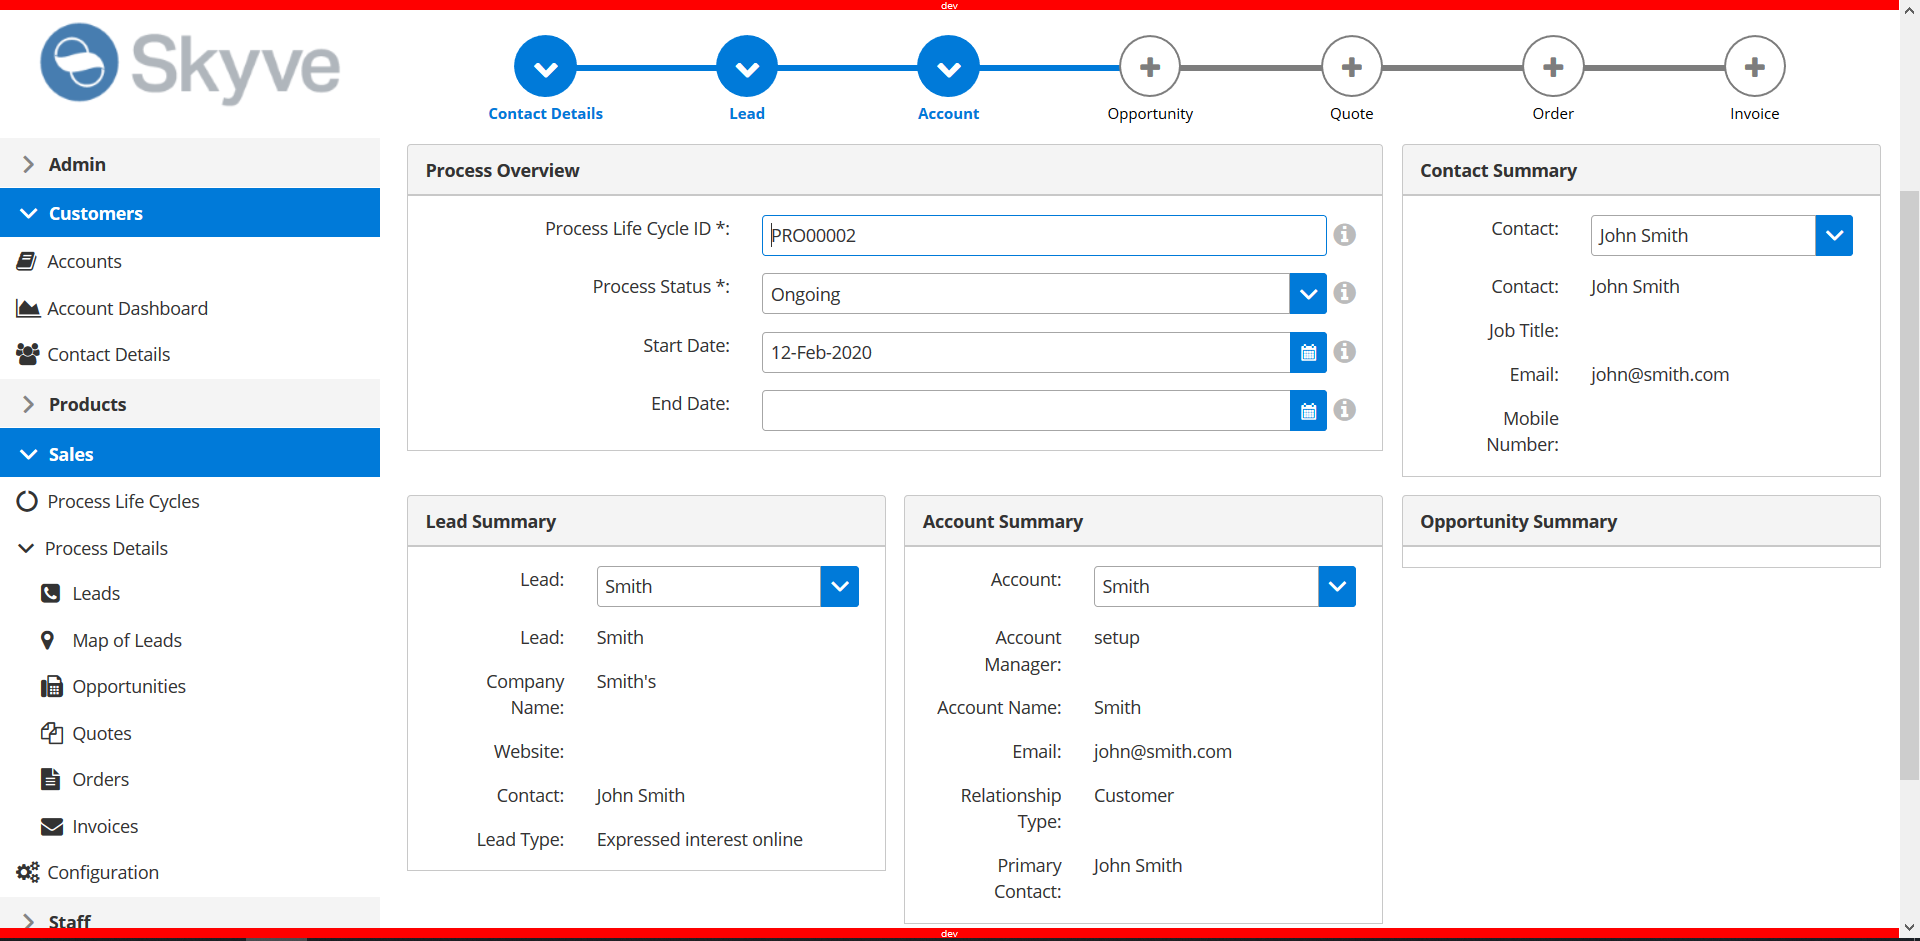 dev
Skyve
Contact Details
Lead
Account
Opportunity
Quote
Order
Invoice
Admin
Customers
Accounts
Account Dashboard
Contact Details
Products
Sales
Process Life Cycles
Process Details
Leads
Map of Leads
Opportunities
Quotes
Orders
Invoices
Configuration
Staff
Process Overview
Process Life Cycle ID *: PRO00002
Process Status *: Ongoing
Start Date: 12-Feb-2020
End Date:
Contact Summary
Contact: John Smith
Contact: John Smith
Job Title:
Email: john@smith.com
Mobile
Number:
Lead Summary
Lead: Smith
Lead: Smith
Company
Name: Smith's
Website:
Contact: John Smith
Lead Type: Expressed interest online
Account Summary
Account: Smith
Account
Manager: setup
Account Name: Smith
Email: john@smith.com
Relationship
Type: Customer
Primary
Contact: John Smith
Opportunity Summary
dev